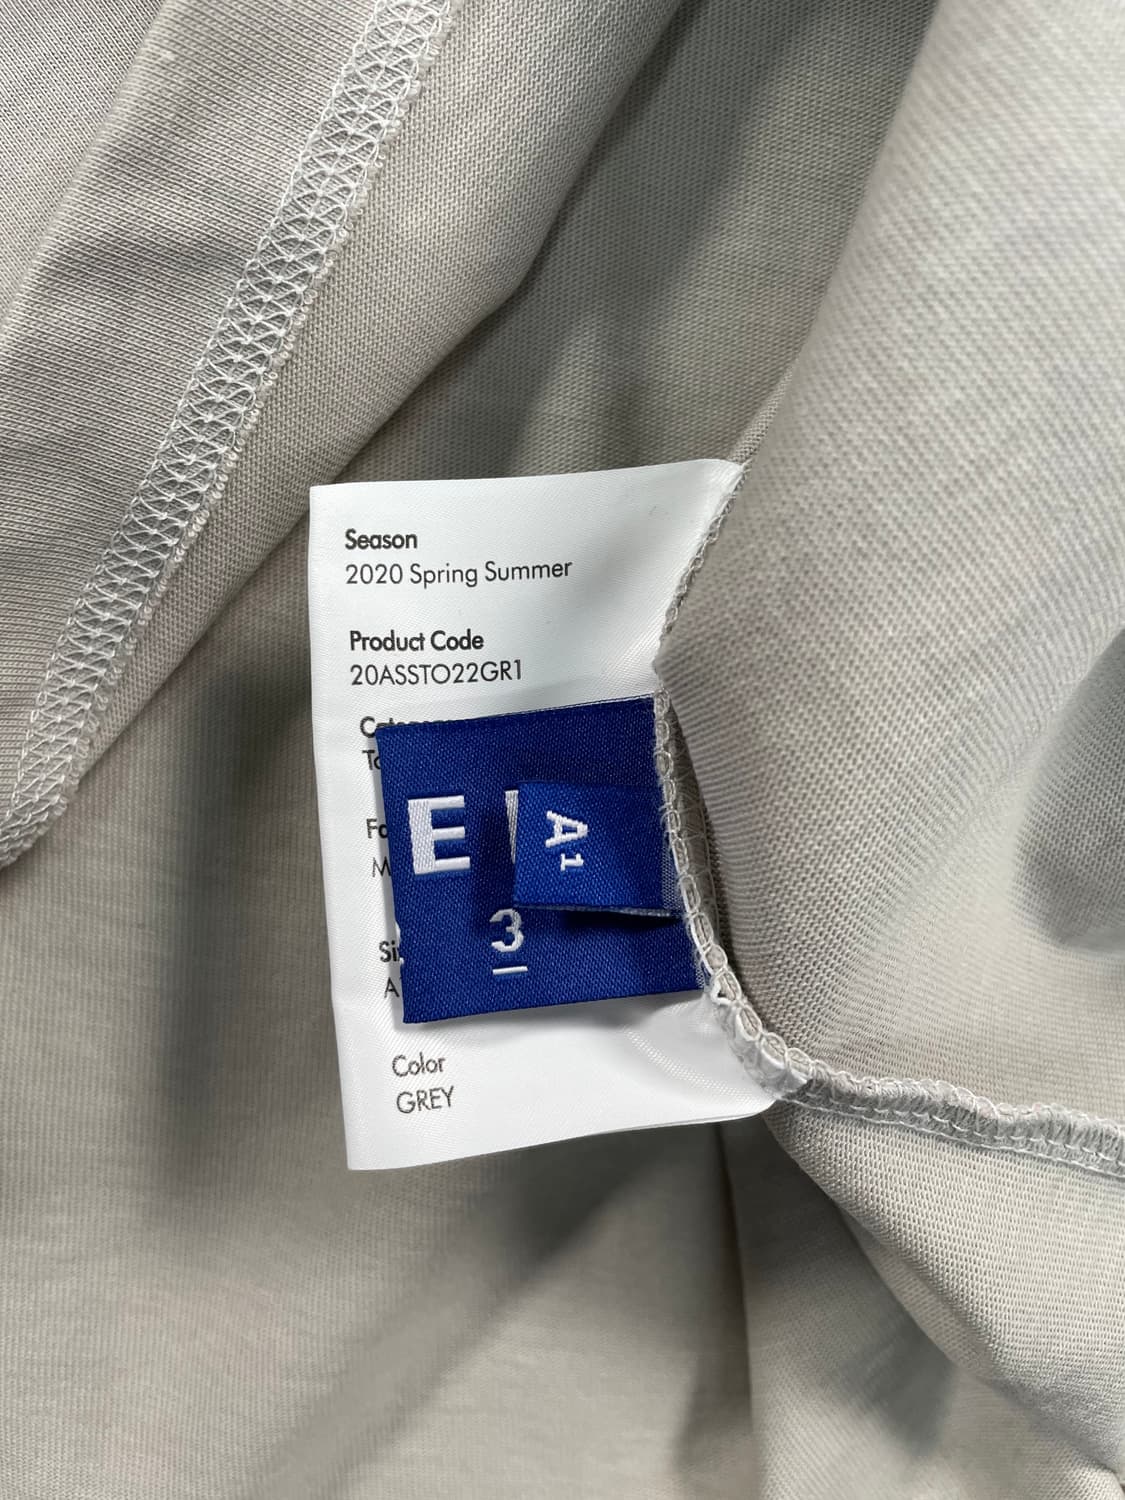 Season
2020 Spring Summer
Product Code
20ASSTO22GR1
E
A1
3
Color
GREY